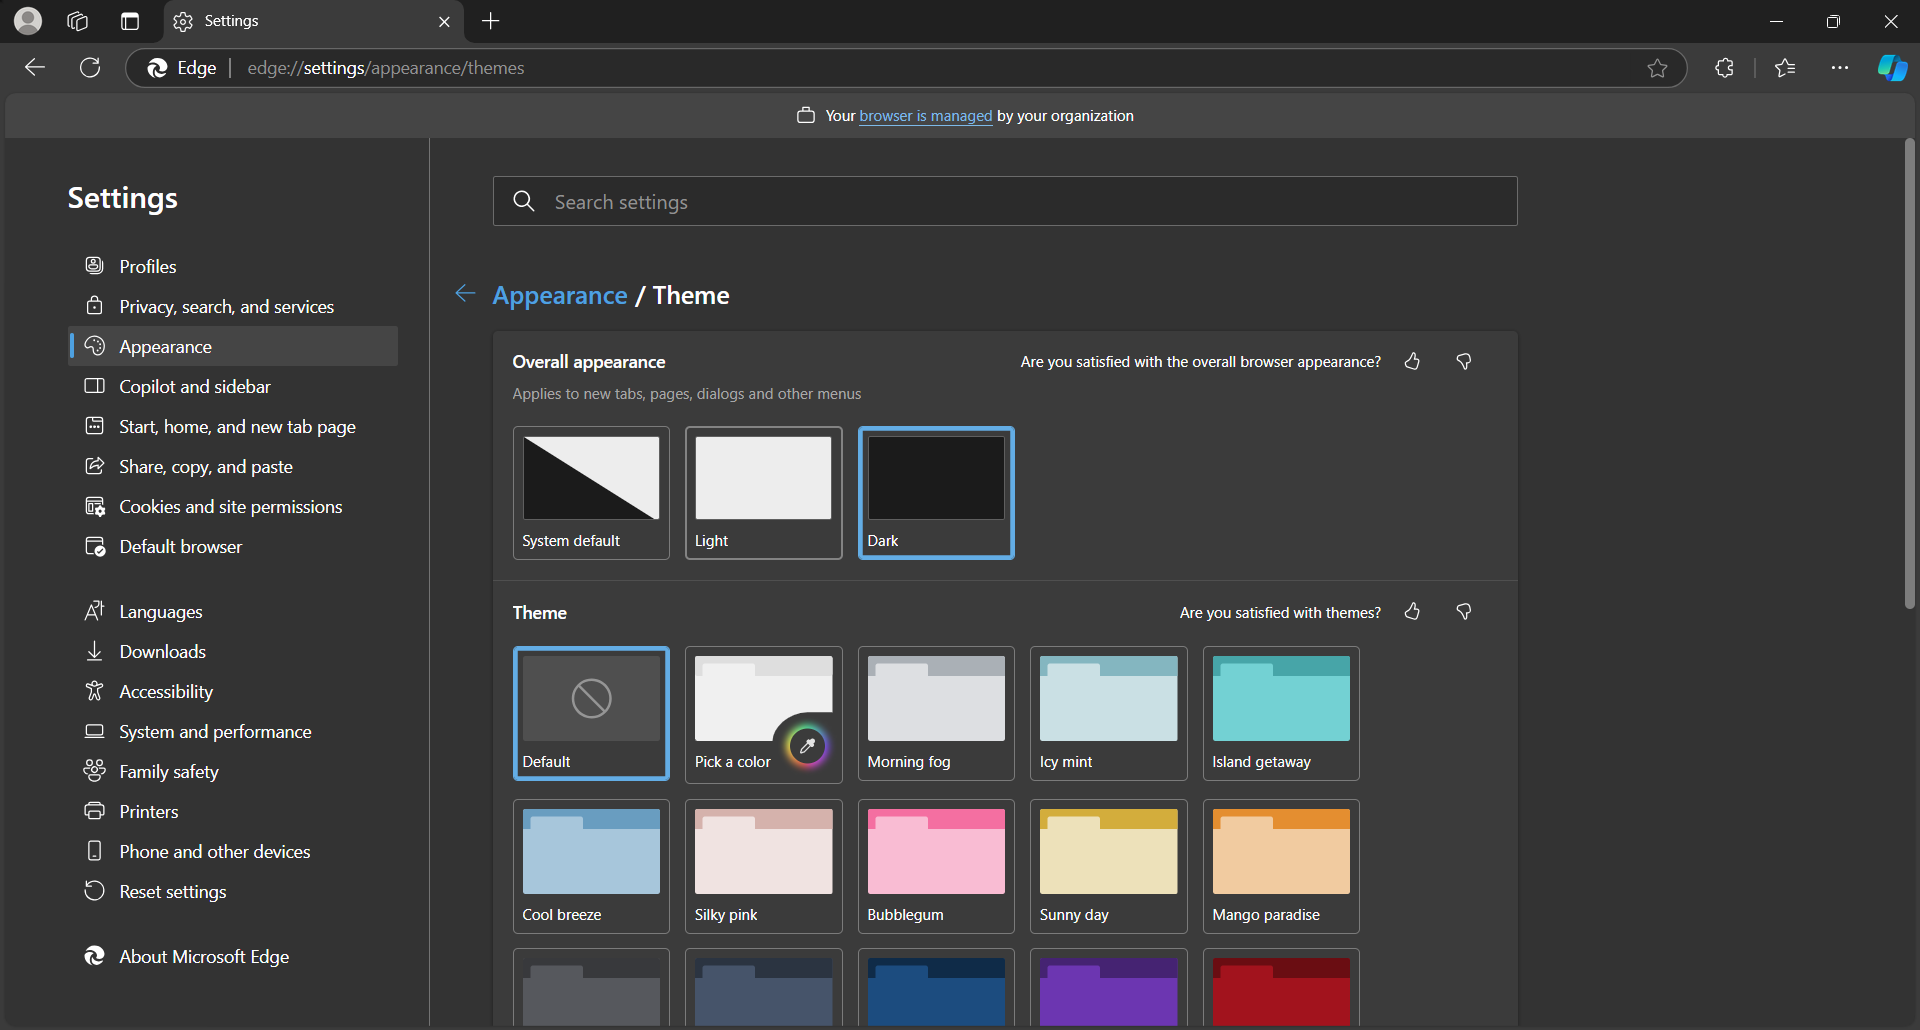 Settings
Edge
edge://settings/appearance/themes
Your browser is managed by your organization
Settings
Profiles
Privacy, search, and services
Appearance
Copilot and sidebar
Start, home, and new tab page
Share, copy, and paste
Cookies and site permissions
Default browser
Languages
Downloads
Accessibility
System and performance
Family safety
Printers
Phone and other devices
Reset settings
About Microsoft Edge
Search settings
Appearance / Theme
Overall appearance
Are you satisfied with the overall browser appearance?
Applies to new tabs, pages, dialogs and other menus
System default
Light
Dark
Theme
Are you satisfied with themes?
Default
Pick a color
Morning fog
Icy mint
Island getaway
Cool breeze
Silky pink
Bubblegum
Sunny day
Mango paradise